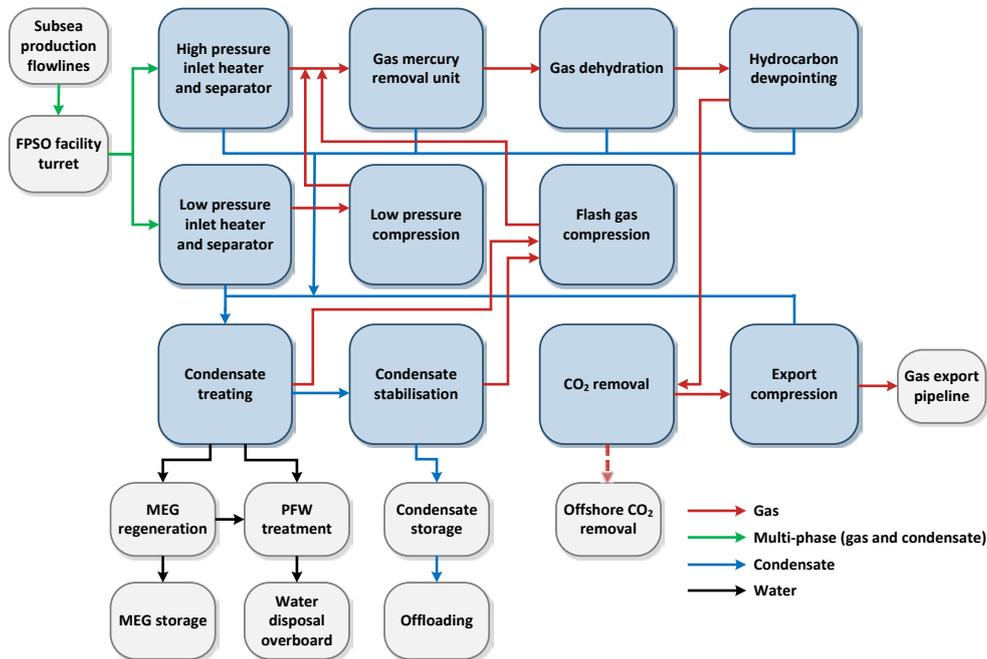 Subsea
production
flowlines
High pressure
inlet heater
and separator
Gas mercury
removal unit
Gas dehydration
Hydrocarbon
dewpointing
FPSO facility
turret
Low pressure
inlet heater
and separator
Low pressure
compression
Flash gas
compression
Condensate
treating
Condensate
stabilisation
CO₂ removal
Export
compression
Gas export
pipeline
MEG
regeneration
PFW
treatment
Condensate
storage
Offshore CO₂
removal
Gas
Multi-phase (gas and condensate)
Condensate
Water
MEG storage
Water
disposal
overboard
Offloading